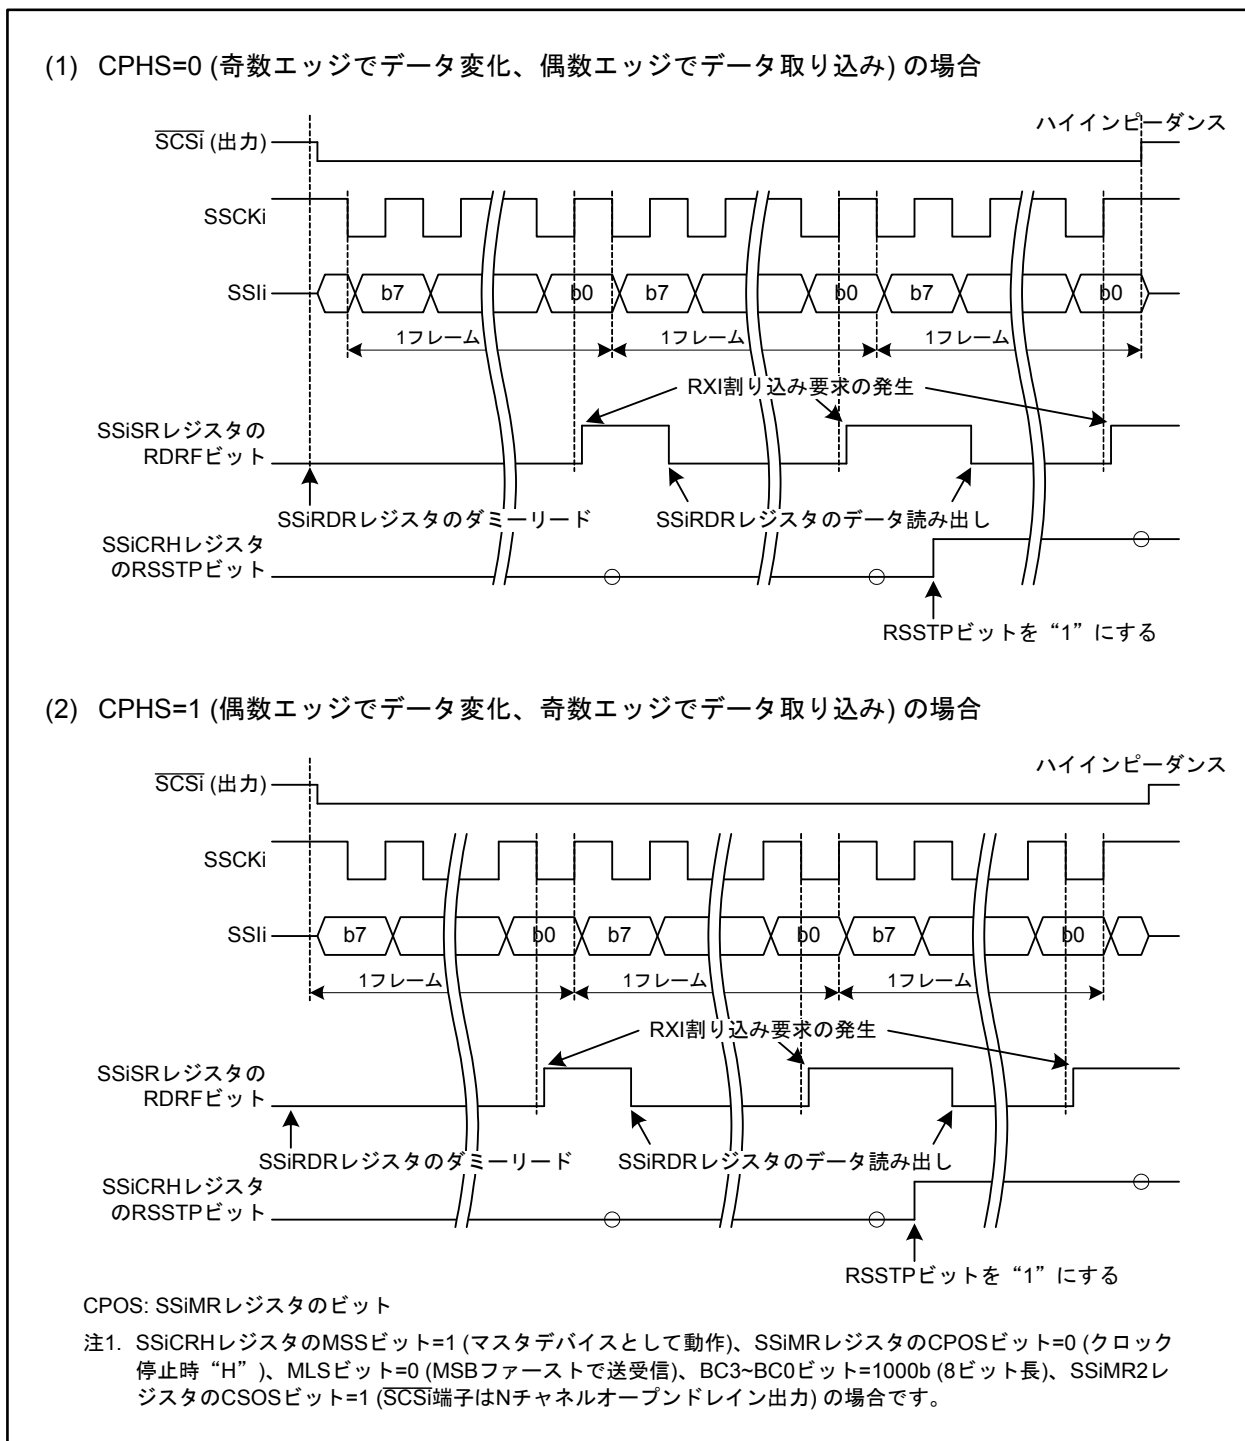 (1) CPHS=0 (奇数エッジでデータ変化、偶数エッジでデータ取り込み) の場合
ハイインピーダンス
SCSi (出力)
SSCKi
SSIi
b7
b0
b7
b0
b7
b0
1フレーム
1フレーム
1フレーム
RXI割り込み要求の発生
SSiSRレジスタの
RDRFビット
SSiRDRレジスタのダミーリード
SSiRDRレジスタのデータ読み出し
SSiCRHレジスタ
のRSSTPビット
RSSTPビットを“1”にする
(2) CPHS=1 (偶数エッジでデータ変化、奇数エッジでデータ取り込み) の場合
ハイインピーダンス
SCSi (出力)
SSCKi
SSIi
b7
b0
b7
b0
b7
b0
1フレーム
1フレーム
1フレーム
RXI割り込み要求の発生
SSiSRレジスタの
RDRFビット
SSiRDRレジスタのダミーリード
SSiRDRレジスタのデータ読み出し
SSiCRHレジスタ
のRSSTPビット
RSSTPビットを“1”にする
CPOS: SSiMRレジスタのビット
注1. SSiCRHレジスタのMSSビット=1 (マスタデバイスとして動作)、SSiMRレジスタのCPOSビット=0 (クロック
停止時“H”)、MLSビット=0 (MSBファーストで送受信)、BC3~BC0ビット=1000b (8ビット長)、SSiMR2レ
ジスタのCSOSビット=1 (SCSi端子はNチャネルオープンドレイン出力) の場合です。